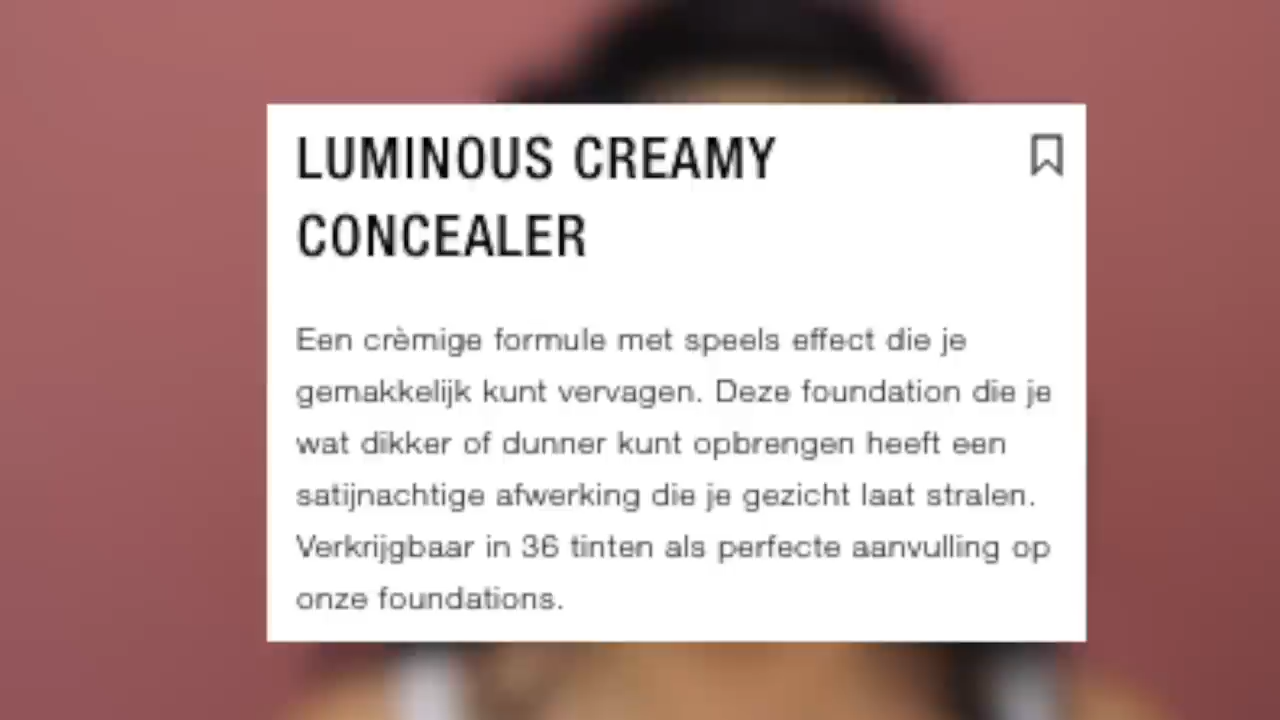 LUMINOUS CREAMY
CONCEALER
Een crèmige formule met speels effect die je
gemakkelijk kunt vervagen. Deze foundation die je
wat dikker of dunner kunt opbrengen heeft een
satijnachtige afwerking die je gezicht laat stralen.
Verkrijgbaar in 36 tinten als perfecte aanvulling op
onze foundations.